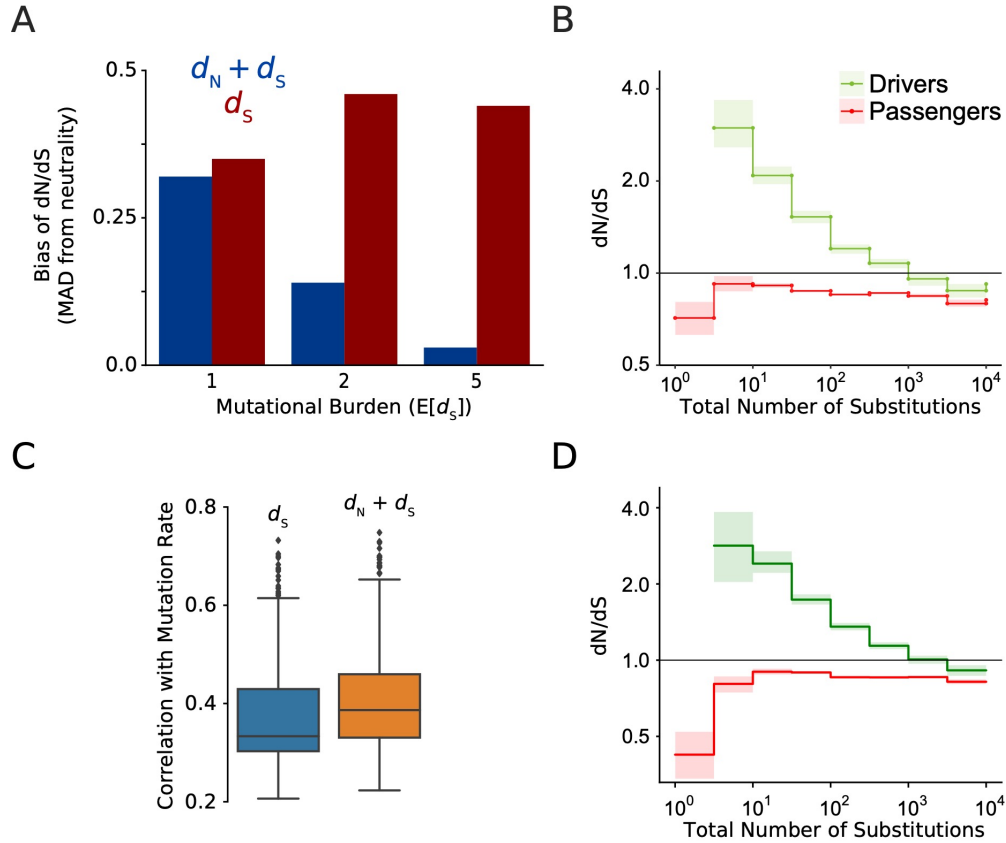 A
0.5
0.25
0.0
Bias of dN/dS
(MAD from neutrality)
dN + dS
dS
1
2
5
Mutational Burden (E[dS])
B
4.0
2.0
1.0
0.5
dN/dS
Drivers
Passengers
10^0
10^1
10^2
10^3
10^4
Total Number of Substitutions
C
0.8
0.6
0.4
0.2
Correlation with Mutation Rate
dS
dN + dS
D
4.0
2.0
1.0
0.5
dN/dS
10^0
10^1
10^2
10^3
10^4
Total Number of Substitutions